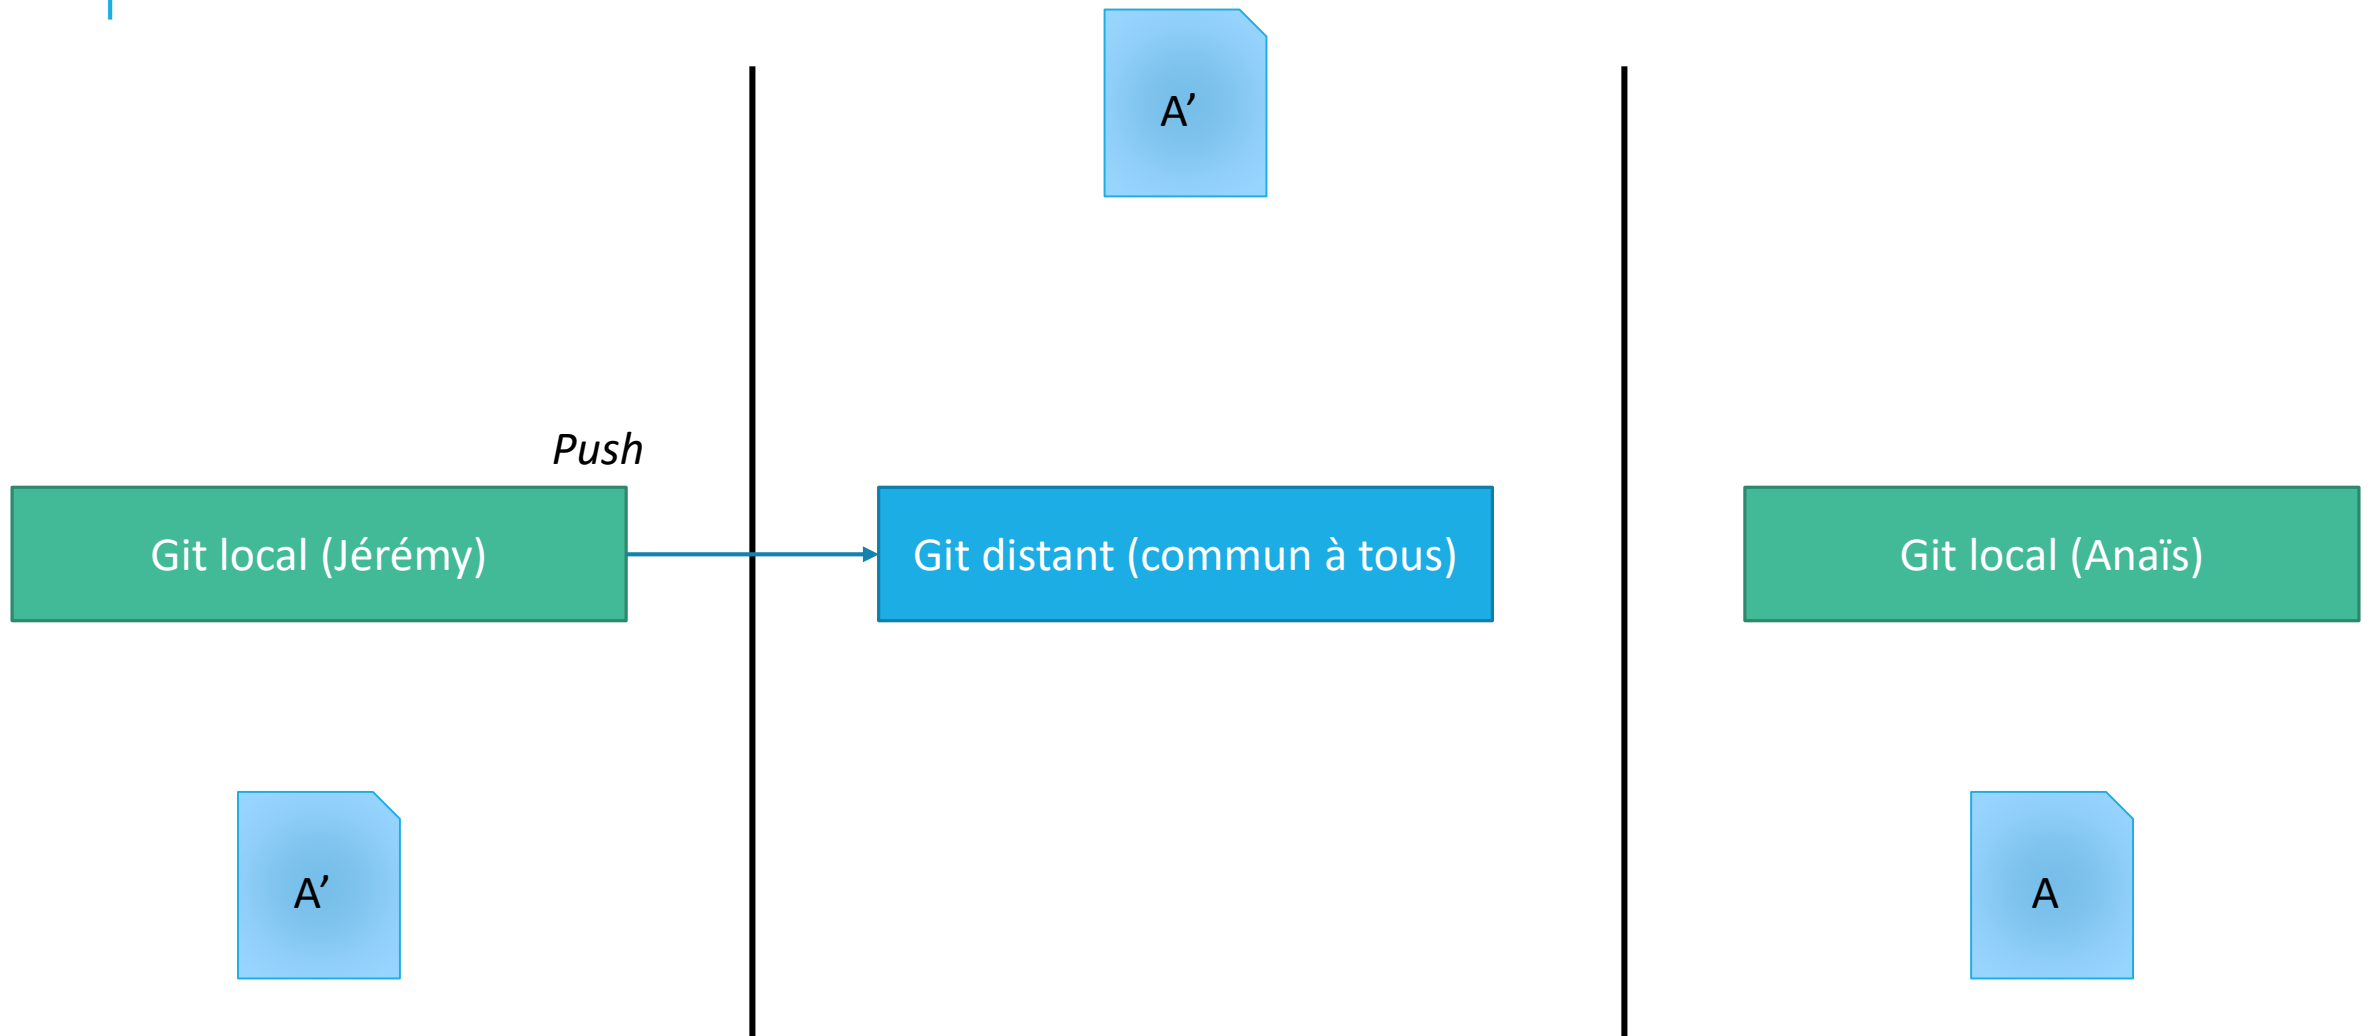 A’
Push
Git local (Jérémy)
Git distant (commun à tous)
Git local (Anaïs)
A’
A